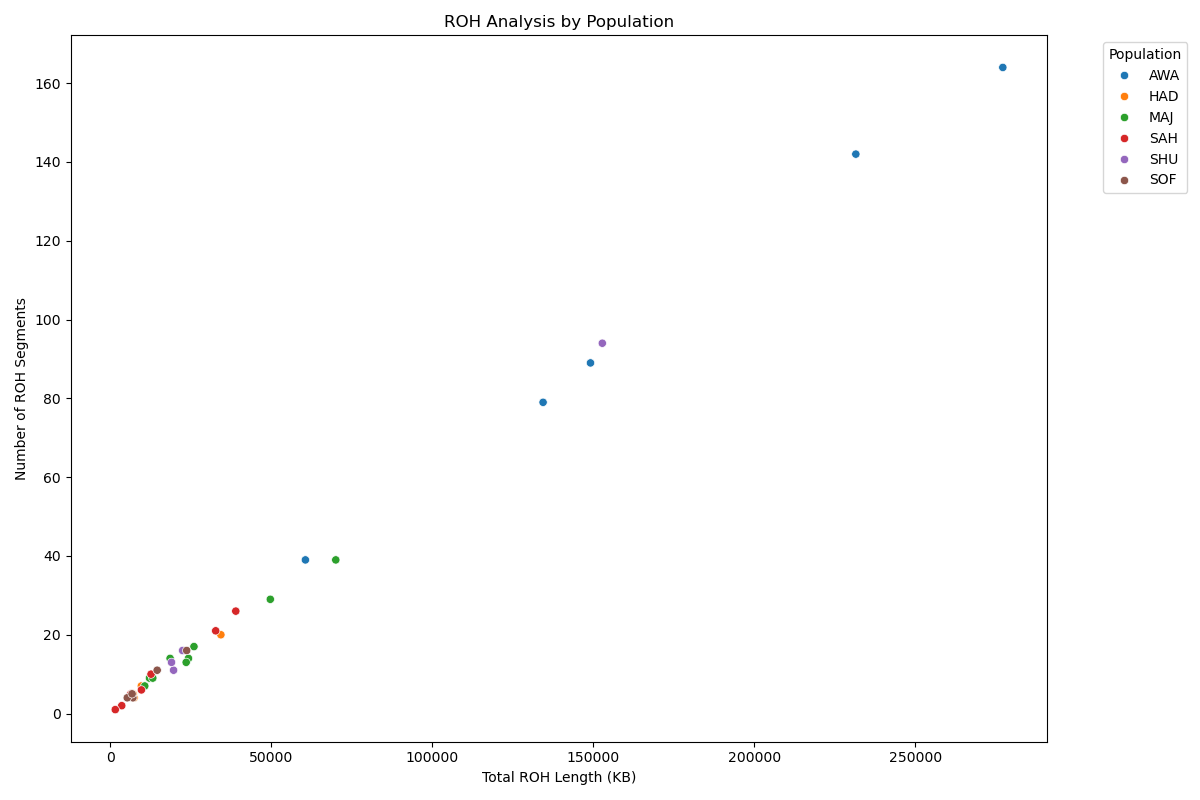 ROH Analysis by Population
Population
AWA
HAD
MAJ
SAH
SHU
SOF
Number of ROH Segments
160
140
120
100
80
60
40
20
0
0 50000 100000 150000 200000 250000
Total ROH Length (KB)